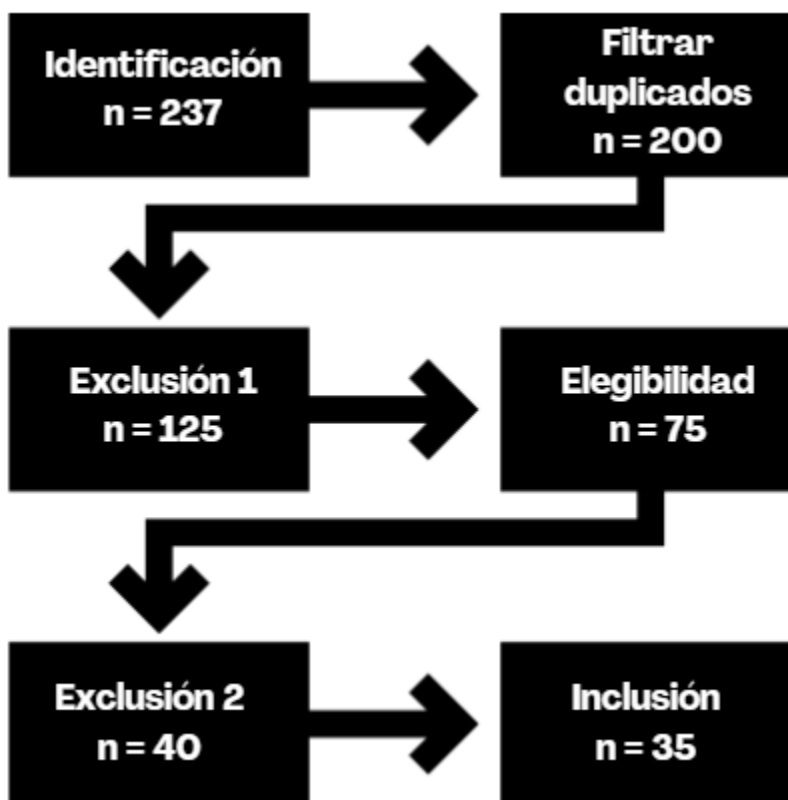 Identificación
n = 237
Filtrar
duplicados
n = 200
Exclusión 1
n = 125
Elegibilidad
n = 75
Exclusión 2
n = 40
Inclusión
n = 35